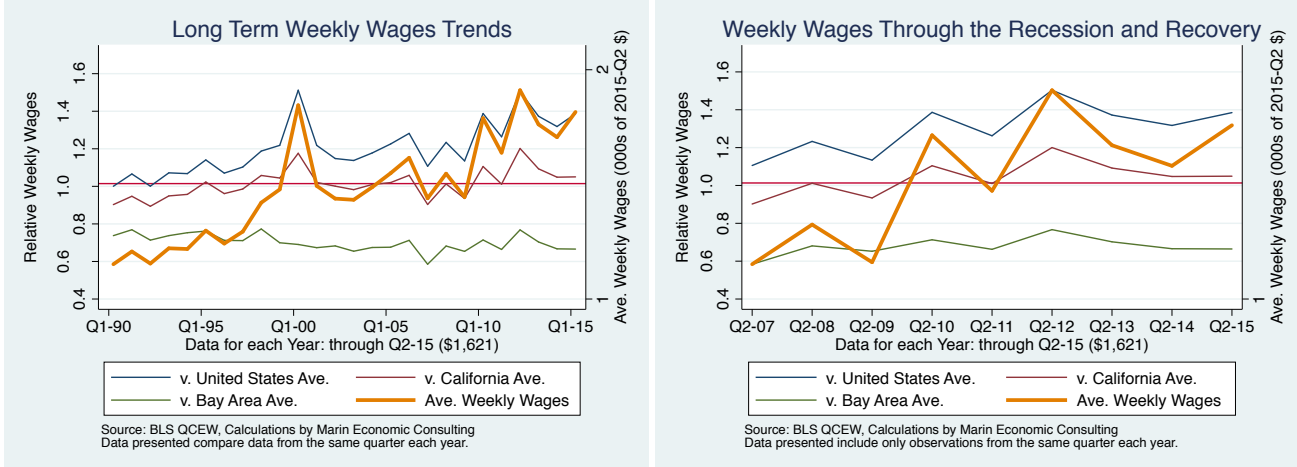 Long Term Weekly Wages Trends
Relative Weekly Wages
1.6
1.4
1.2
1.0
0.8
0.6
0.4
2
1
Ave. Weekly Wages (000s of 2015-Q2 $)
Q1-90 Q1-95 Q1-00 Q1-05 Q1-10 Q1-15
Data for each Year: through Q2-15 ($1,621)
v. United States Ave. v. California Ave.
v. Bay Area Ave. Ave. Weekly Wages
Source: BLS QCEW, Calculations by Marin Economic Consulting
Data presented compare data from the same quarter each year.
Weekly Wages Through the Recession and Recovery
Relative Weekly Wages
1.6
1.4
1.2
1.0
0.8
0.6
0.4
1
Ave. Weekly Wages (000s of 2015-Q2 $)
Q2-07 Q2-08 Q2-09 Q2-10 Q2-11 Q2-12 Q2-13 Q2-14 Q2-15
Data for each Year: through Q2-15 ($1,621)
v. United States Ave. v. California Ave.
v. Bay Area Ave. Ave. Weekly Wages
Source: BLS QCEW, Calculations by Marin Economic Consulting
Data presented include only observations from the same quarter each year.